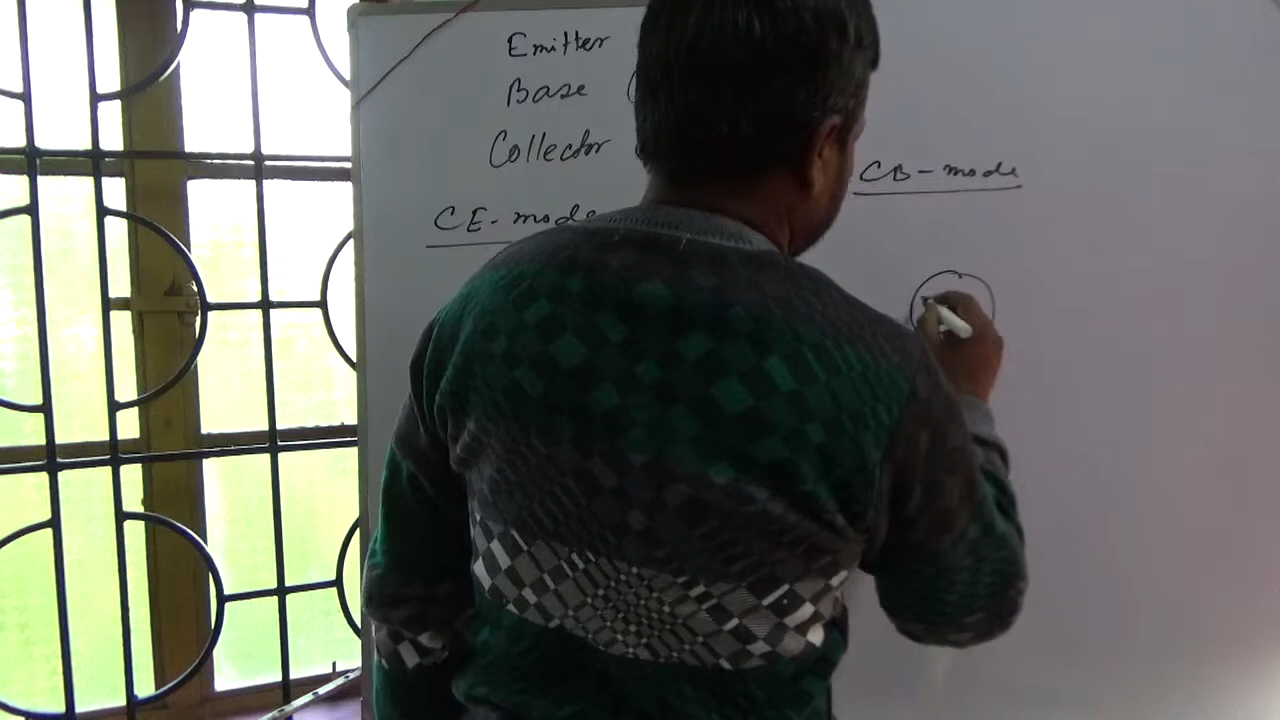 Emitter
Base (
Collector
CB - mode
CE - mode